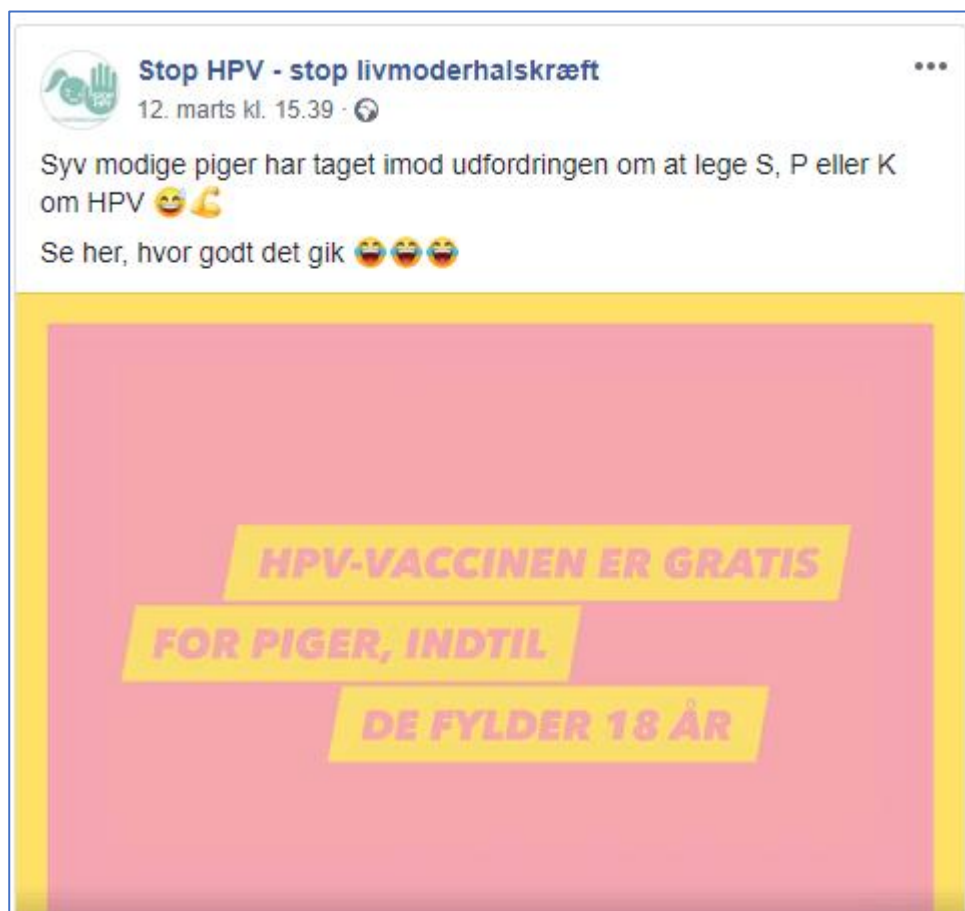 Stop HPV - stop livmoderhalskræft
12. marts kl. 15.39 ·
Syv modige piger har taget imod udfordringen om at lege S, P eller K
om HPV 😅💪
Se her, hvor godt det gik 😂😂😂
HPV-VACCINEN ER GRATIS
FOR PIGER, INDTIL
DE FYLDER 18 ÅR